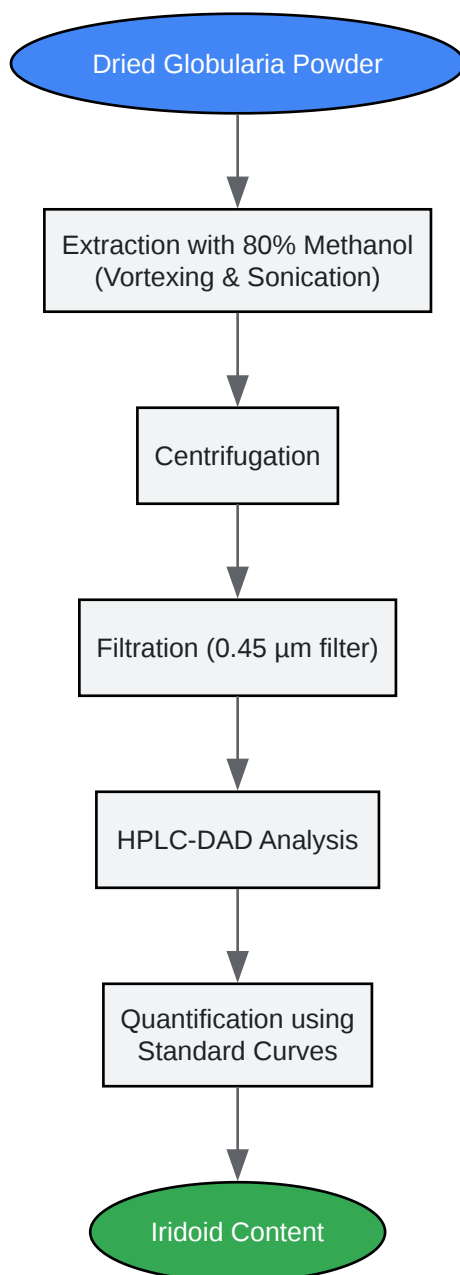 Dried Globularia Powder
Extraction with 80% Methanol
(Vortexing & Sonication)
Centrifugation
Filtration (0.45 µm filter)
HPLC-DAD Analysis
Quantification using
Standard Curves
Iridoid Content